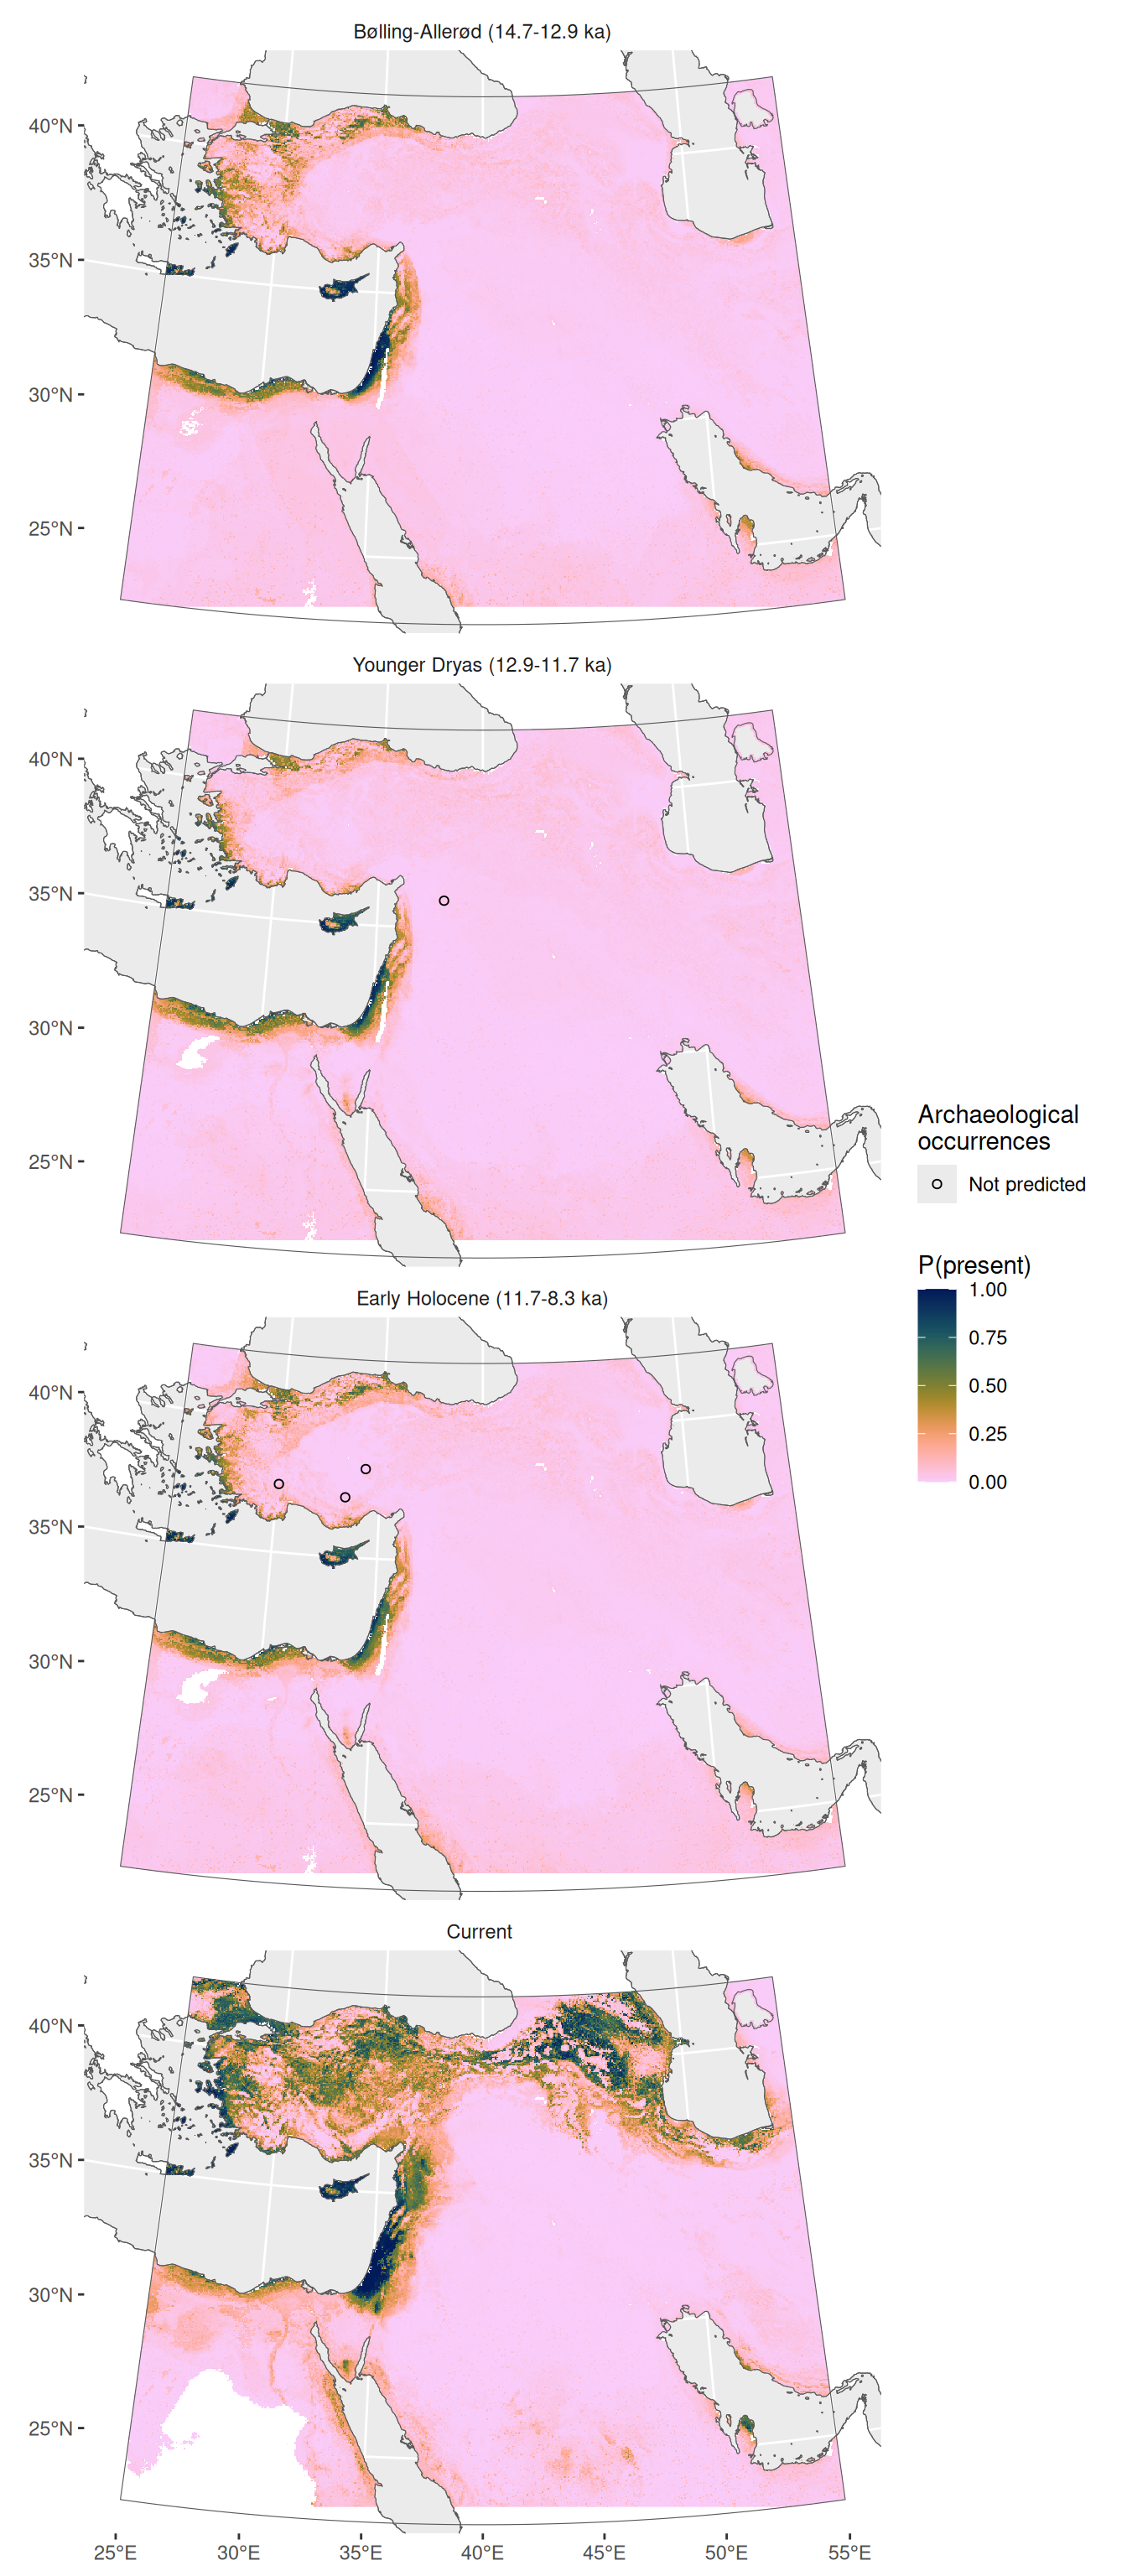 Bølling-Allerød (14.7-12.9 ka)
40°N
35°N
30°N
25°N
Younger Dryas (12.9-11.7 ka)
40°N
35°N
30°N
25°N
Archaeological
occurrences
Not predicted
P(present)
1.00
0.75
0.50
0.25
0.00
Early Holocene (11.7-8.3 ka)
40°N
35°N
30°N
25°N
Current
40°N
35°N
30°N
25°N
25°E 30°E 35°E 40°E 45°E 50°E 55°E